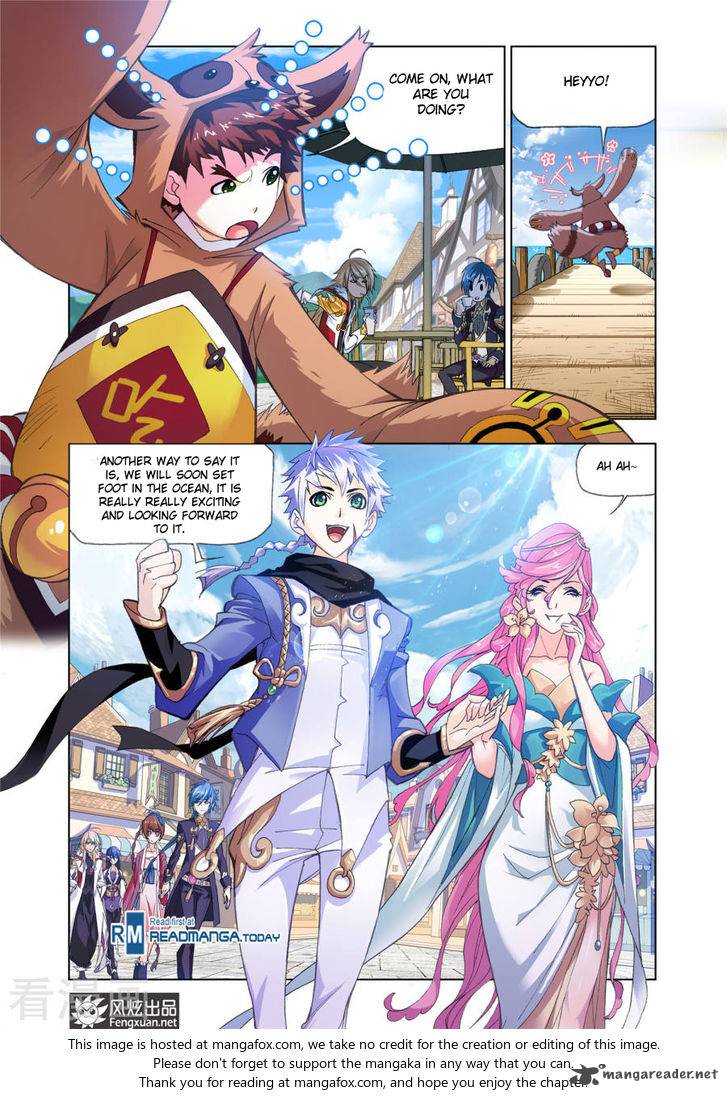 COME ON, WHAT
ARE YOU
DOING?
HEYYO!
ANOTHER WAY TO SAY IT
IS, WE WILL SOON SET
FOOT IN THE OCEAN, IT IS
REALLY REALLY EXCITING
AND LOOKING FORWARD
TO IT.
AH AH~
Read first at
RM READMANGA.TODAY
看漫画
风炫出品
Fengxuan.net
This image is hosted at mangafox.com, we take no credit for the creation or editing of this image.
Please don't forget to support the mangaka in any way that you can.
Thank you for reading at mangafox.com, and hope you enjoy the chapter
mangareader.net